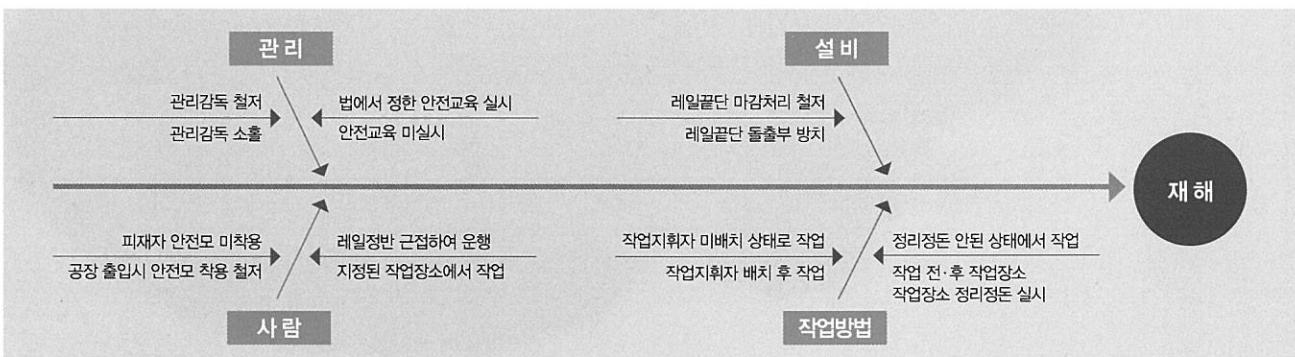 관리
설비
관리감독 철저
관리감독 소홀
법에서 정한 안전교육 실시
안전교육 미실시
레일끝단 마감처리 철저
레일끝단 돌출부 방치
재해
피재자 안전모 미착용
공장 출입시 안전모 착용 철저
레일정반 근접하여 운행
지정된 작업장소에서 작업
작업지휘자 미배치 상태로 작업
작업지휘자 배치 후 작업
정리정돈 안된 상태에서 작업
작업 전·후 작업장소
작업장소 정리정돈 실시
사람
작업방법